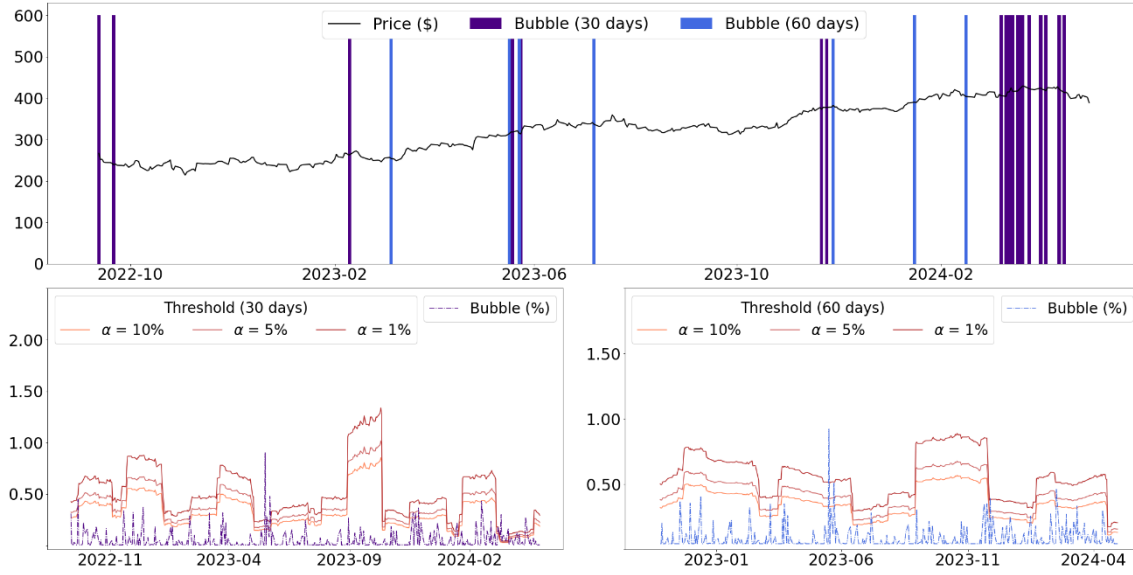 600
500
400
300
200
100
0
Price ($) Bubble (30 days) Bubble (60 days)
2022-10 2023-02 2023-06 2023-10 2024-02
2.00
1.50
1.00
0.50
Threshold (30 days)
α = 10% α = 5% α = 1%
Bubble (%)
2022-11 2023-04 2023-09 2024-02
1.50
1.00
0.50
Threshold (60 days)
α = 10% α = 5% α = 1%
Bubble (%)
2023-01 2023-06 2023-11 2024-04